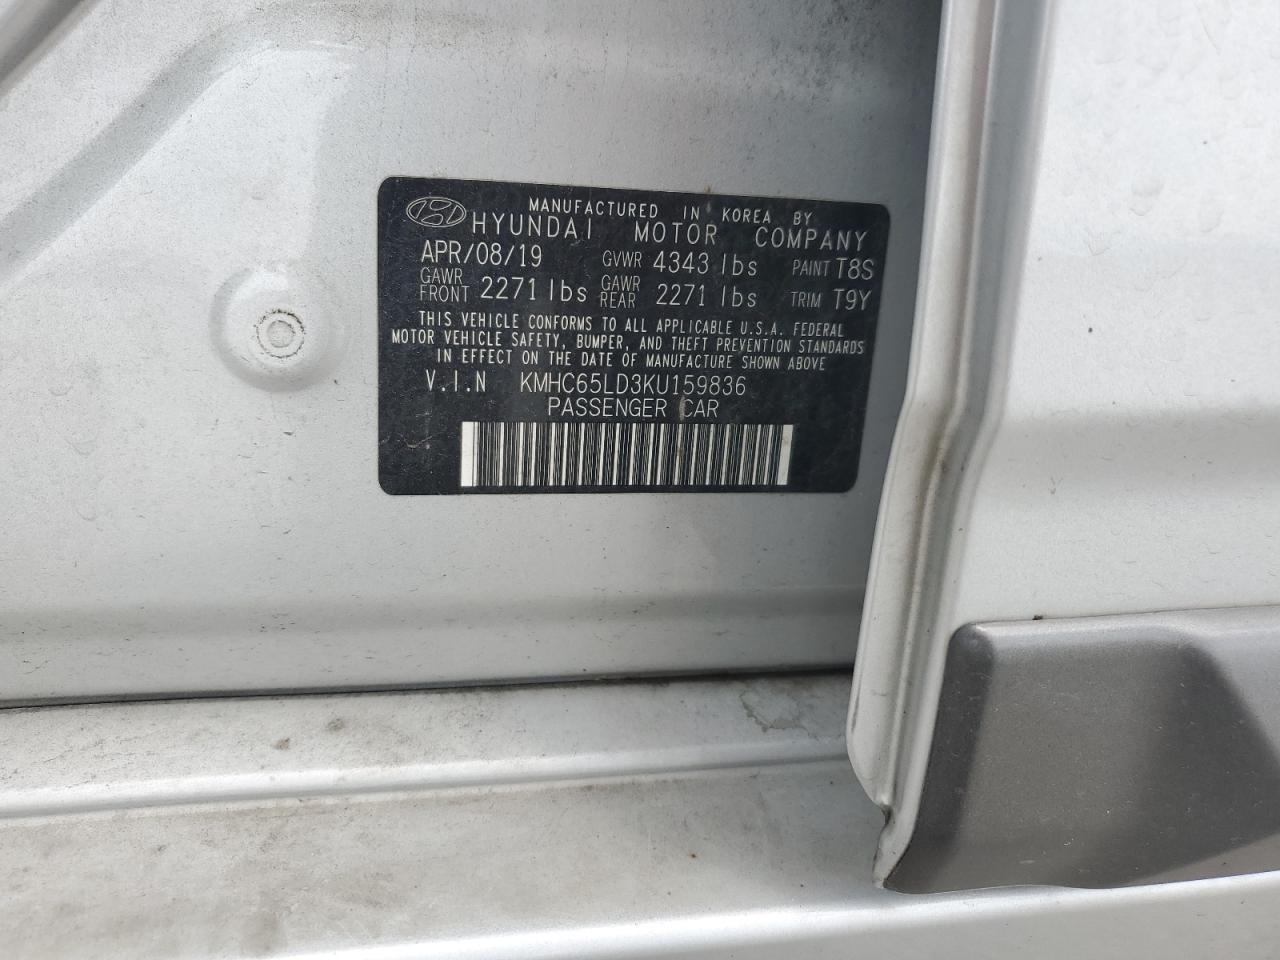 MANUFACTURED IN KOREA BY
HYUNDAI MOTOR COMPANY
APR/08/19 GVWR 4343 lbs PAINT T8S
GAWR FRONT 2271 lbs GAWR REAR 2271 lbs TRIM T9Y
THIS VEHICLE CONFORMS TO ALL APPLICABLE U.S.A. FEDERAL
MOTOR VEHICLE SAFETY, BUMPER, AND THEFT PREVENTION STANDARDS
IN EFFECT ON THE DATE OF MANUFACTURE SHOWN ABOVE
V.I.N KMHC65LD3KU159836
PASSENGER CAR